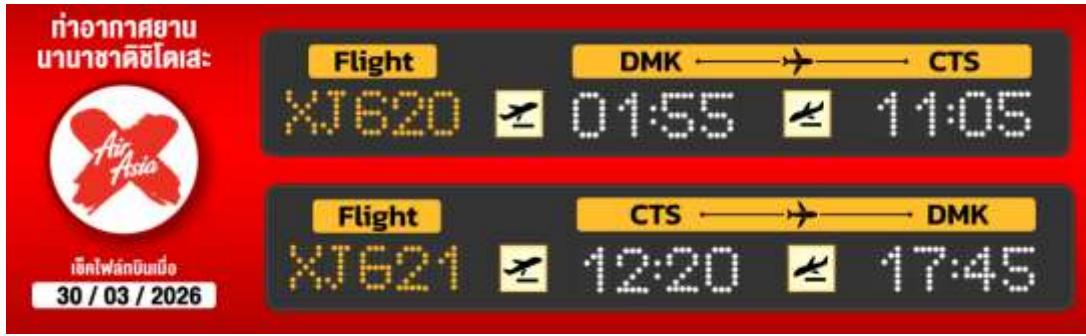 ท่าอากาศยาน
นานาชาติชิโตเสะ
Air
Asia
เช็คไฟล์ทบินเมื่อ
30 / 03 / 2026
Flight DMK CTS
XJ620 01:55 11:05
Flight CTS DMK
XJ621 12:20 17:45